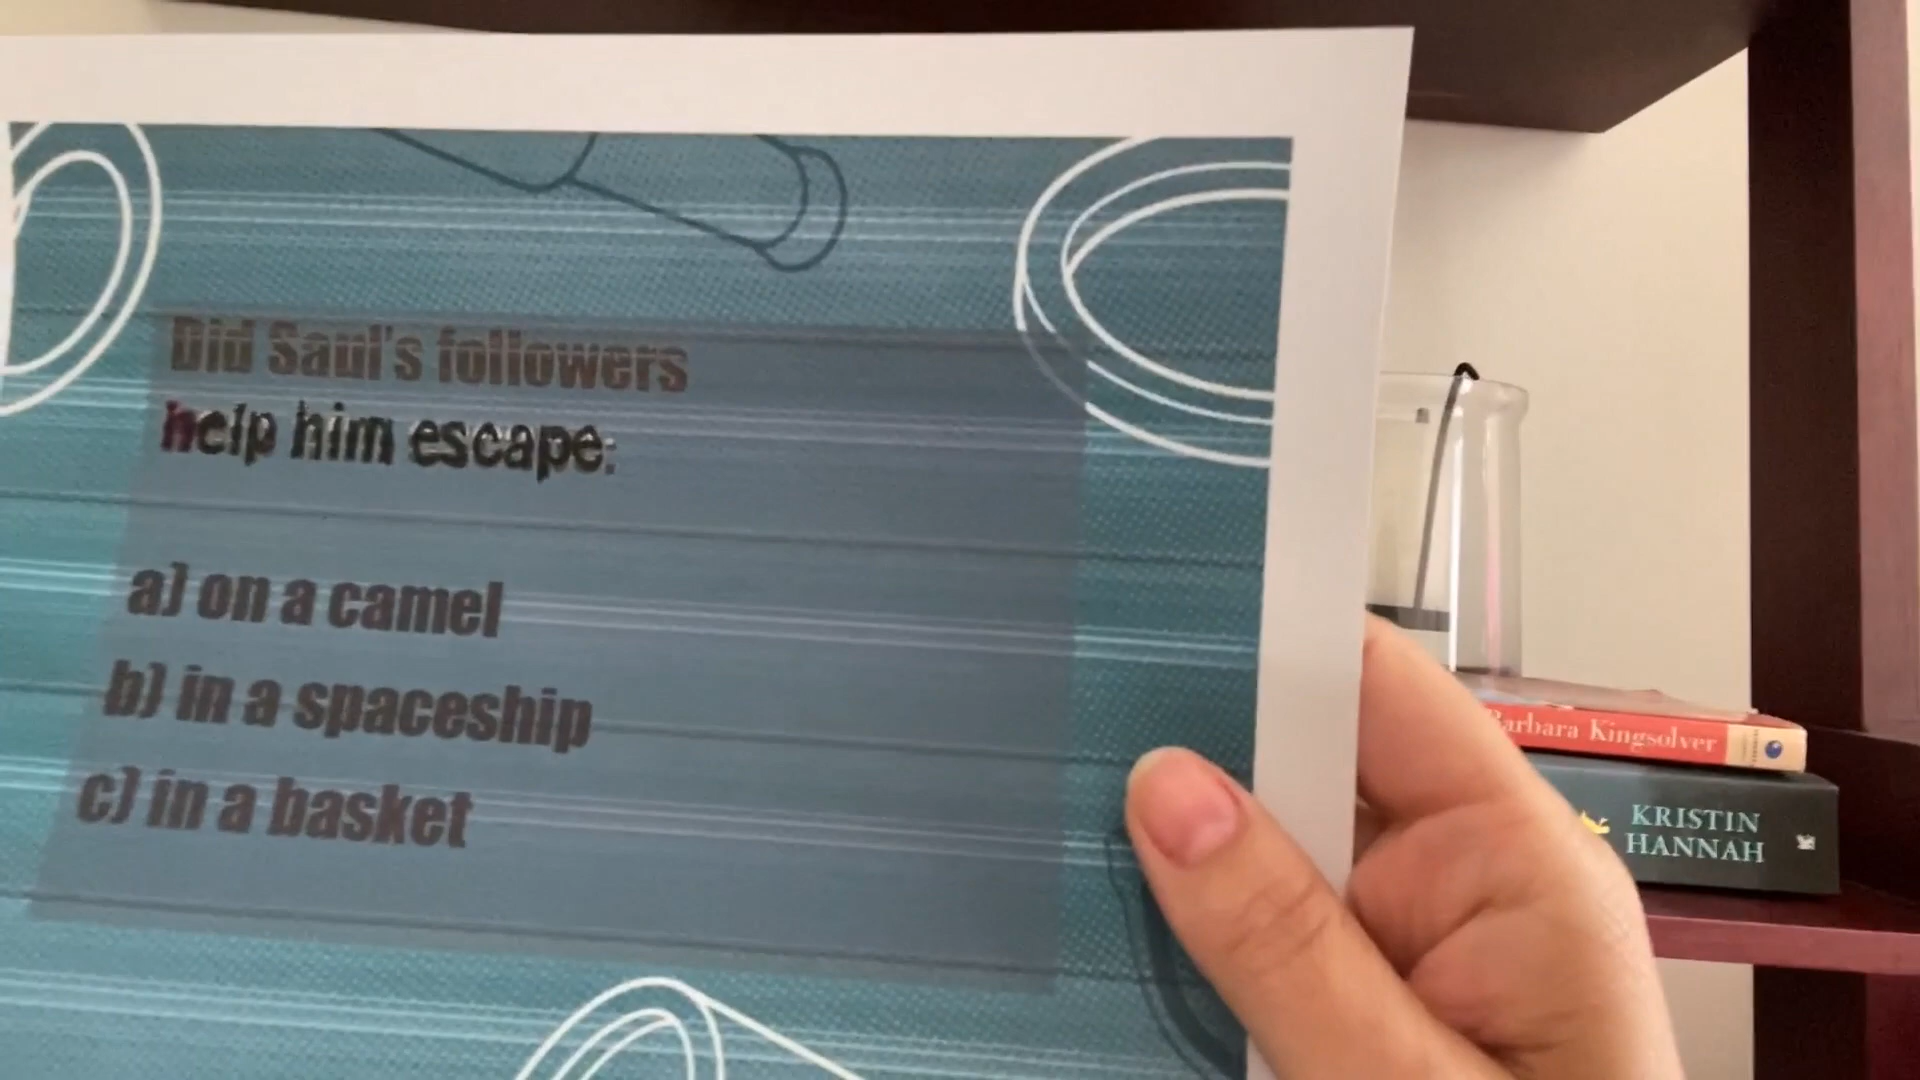 Did Saul's followers
help him escape:
a) on a camel
b) in a spaceship
c) in a basket
Barbara Kingsolver
KRISTIN
HANNAH